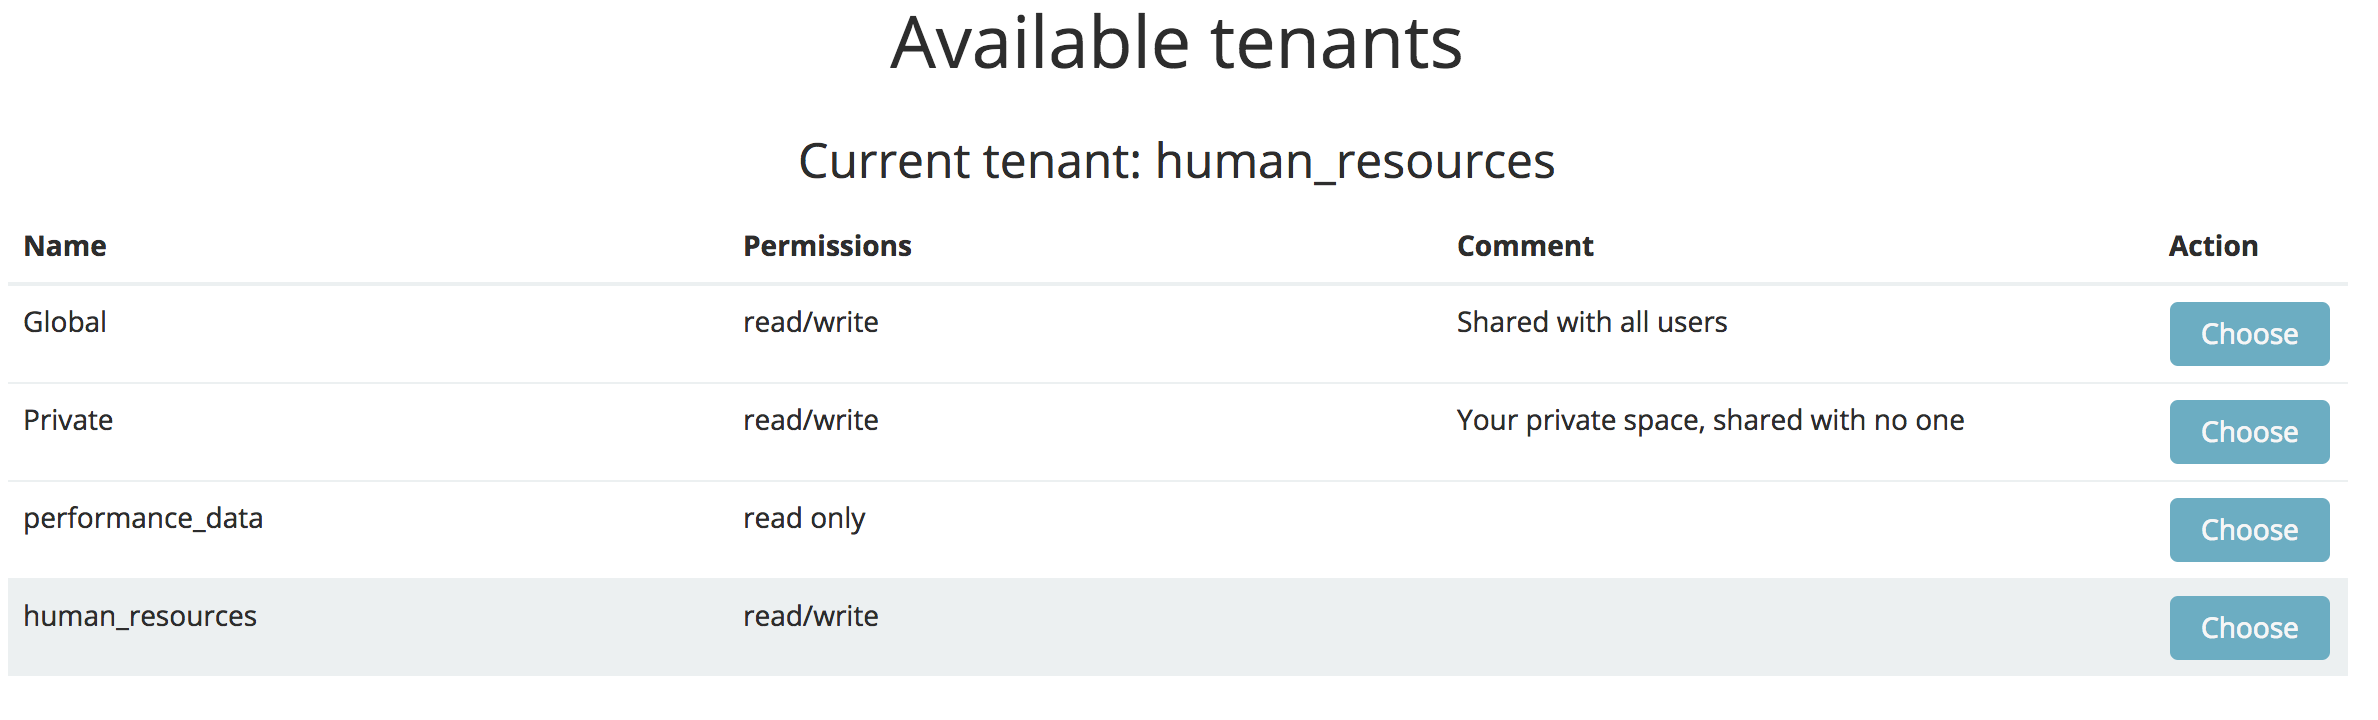 Available tenants
Current tenant: human_resources
Name Permissions Comment Action
Global read/write Shared with all users Choose
Private read/write Your private space, shared with no one Choose
performance_data read only Choose
human_resources read/write Choose